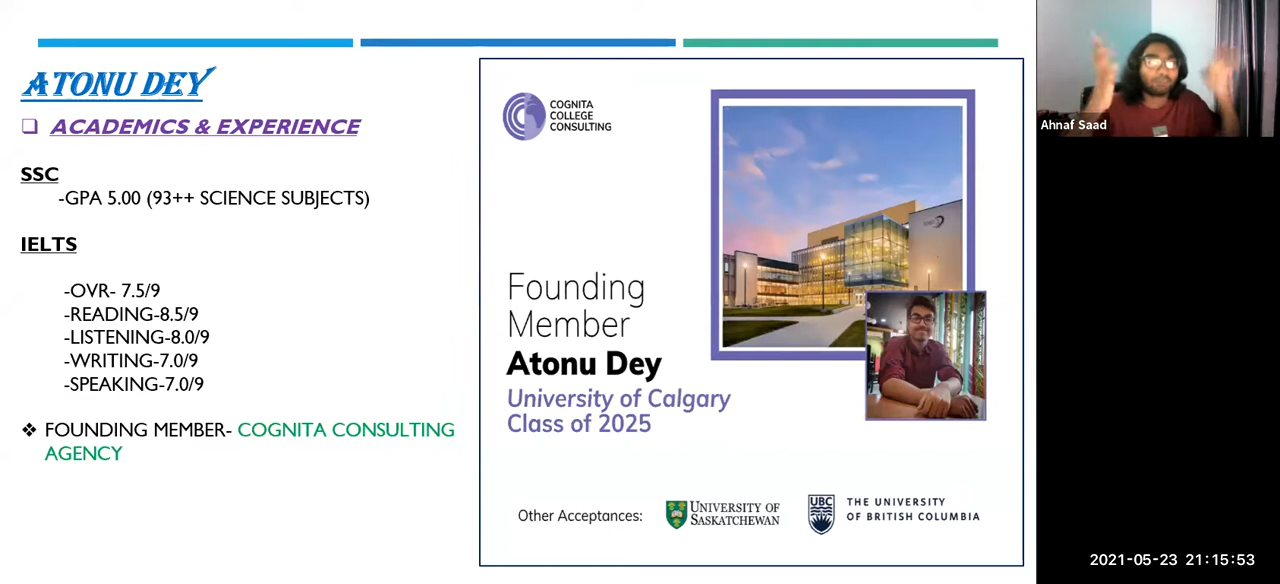 ATONU DEY
❑ ACADEMICS & EXPERIENCE
SSC
-GPA 5.00 (93++ SCIENCE SUBJECTS)
IELTS
-OVR- 7.5/9
-READING-8.5/9
-LISTENING-8.0/9
-WRITING-7.0/9
-SPEAKING-7.0/9
❖ FOUNDING MEMBER- COGNITA CONSULTING
AGENCY
COGNITA
COLLEGE
CONSULTING
Founding
Member
Atonu Dey
University of Calgary
Class of 2025
Other Acceptances:
UNIVERSITY OF
SASKATCHEWAN
UBC
THE UNIVERSITY
OF BRITISH COLUMBIA
Ahnaf Saad
2021-05-23 21:15:53